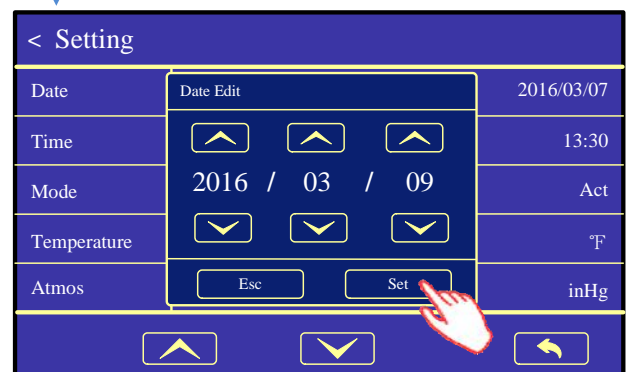 < Setting
Date 2016/03/07
Time 13:30
Mode Act
Temperature ℉
Atmos inHg
Date Edit
2016 / 03 / 09
Esc Set